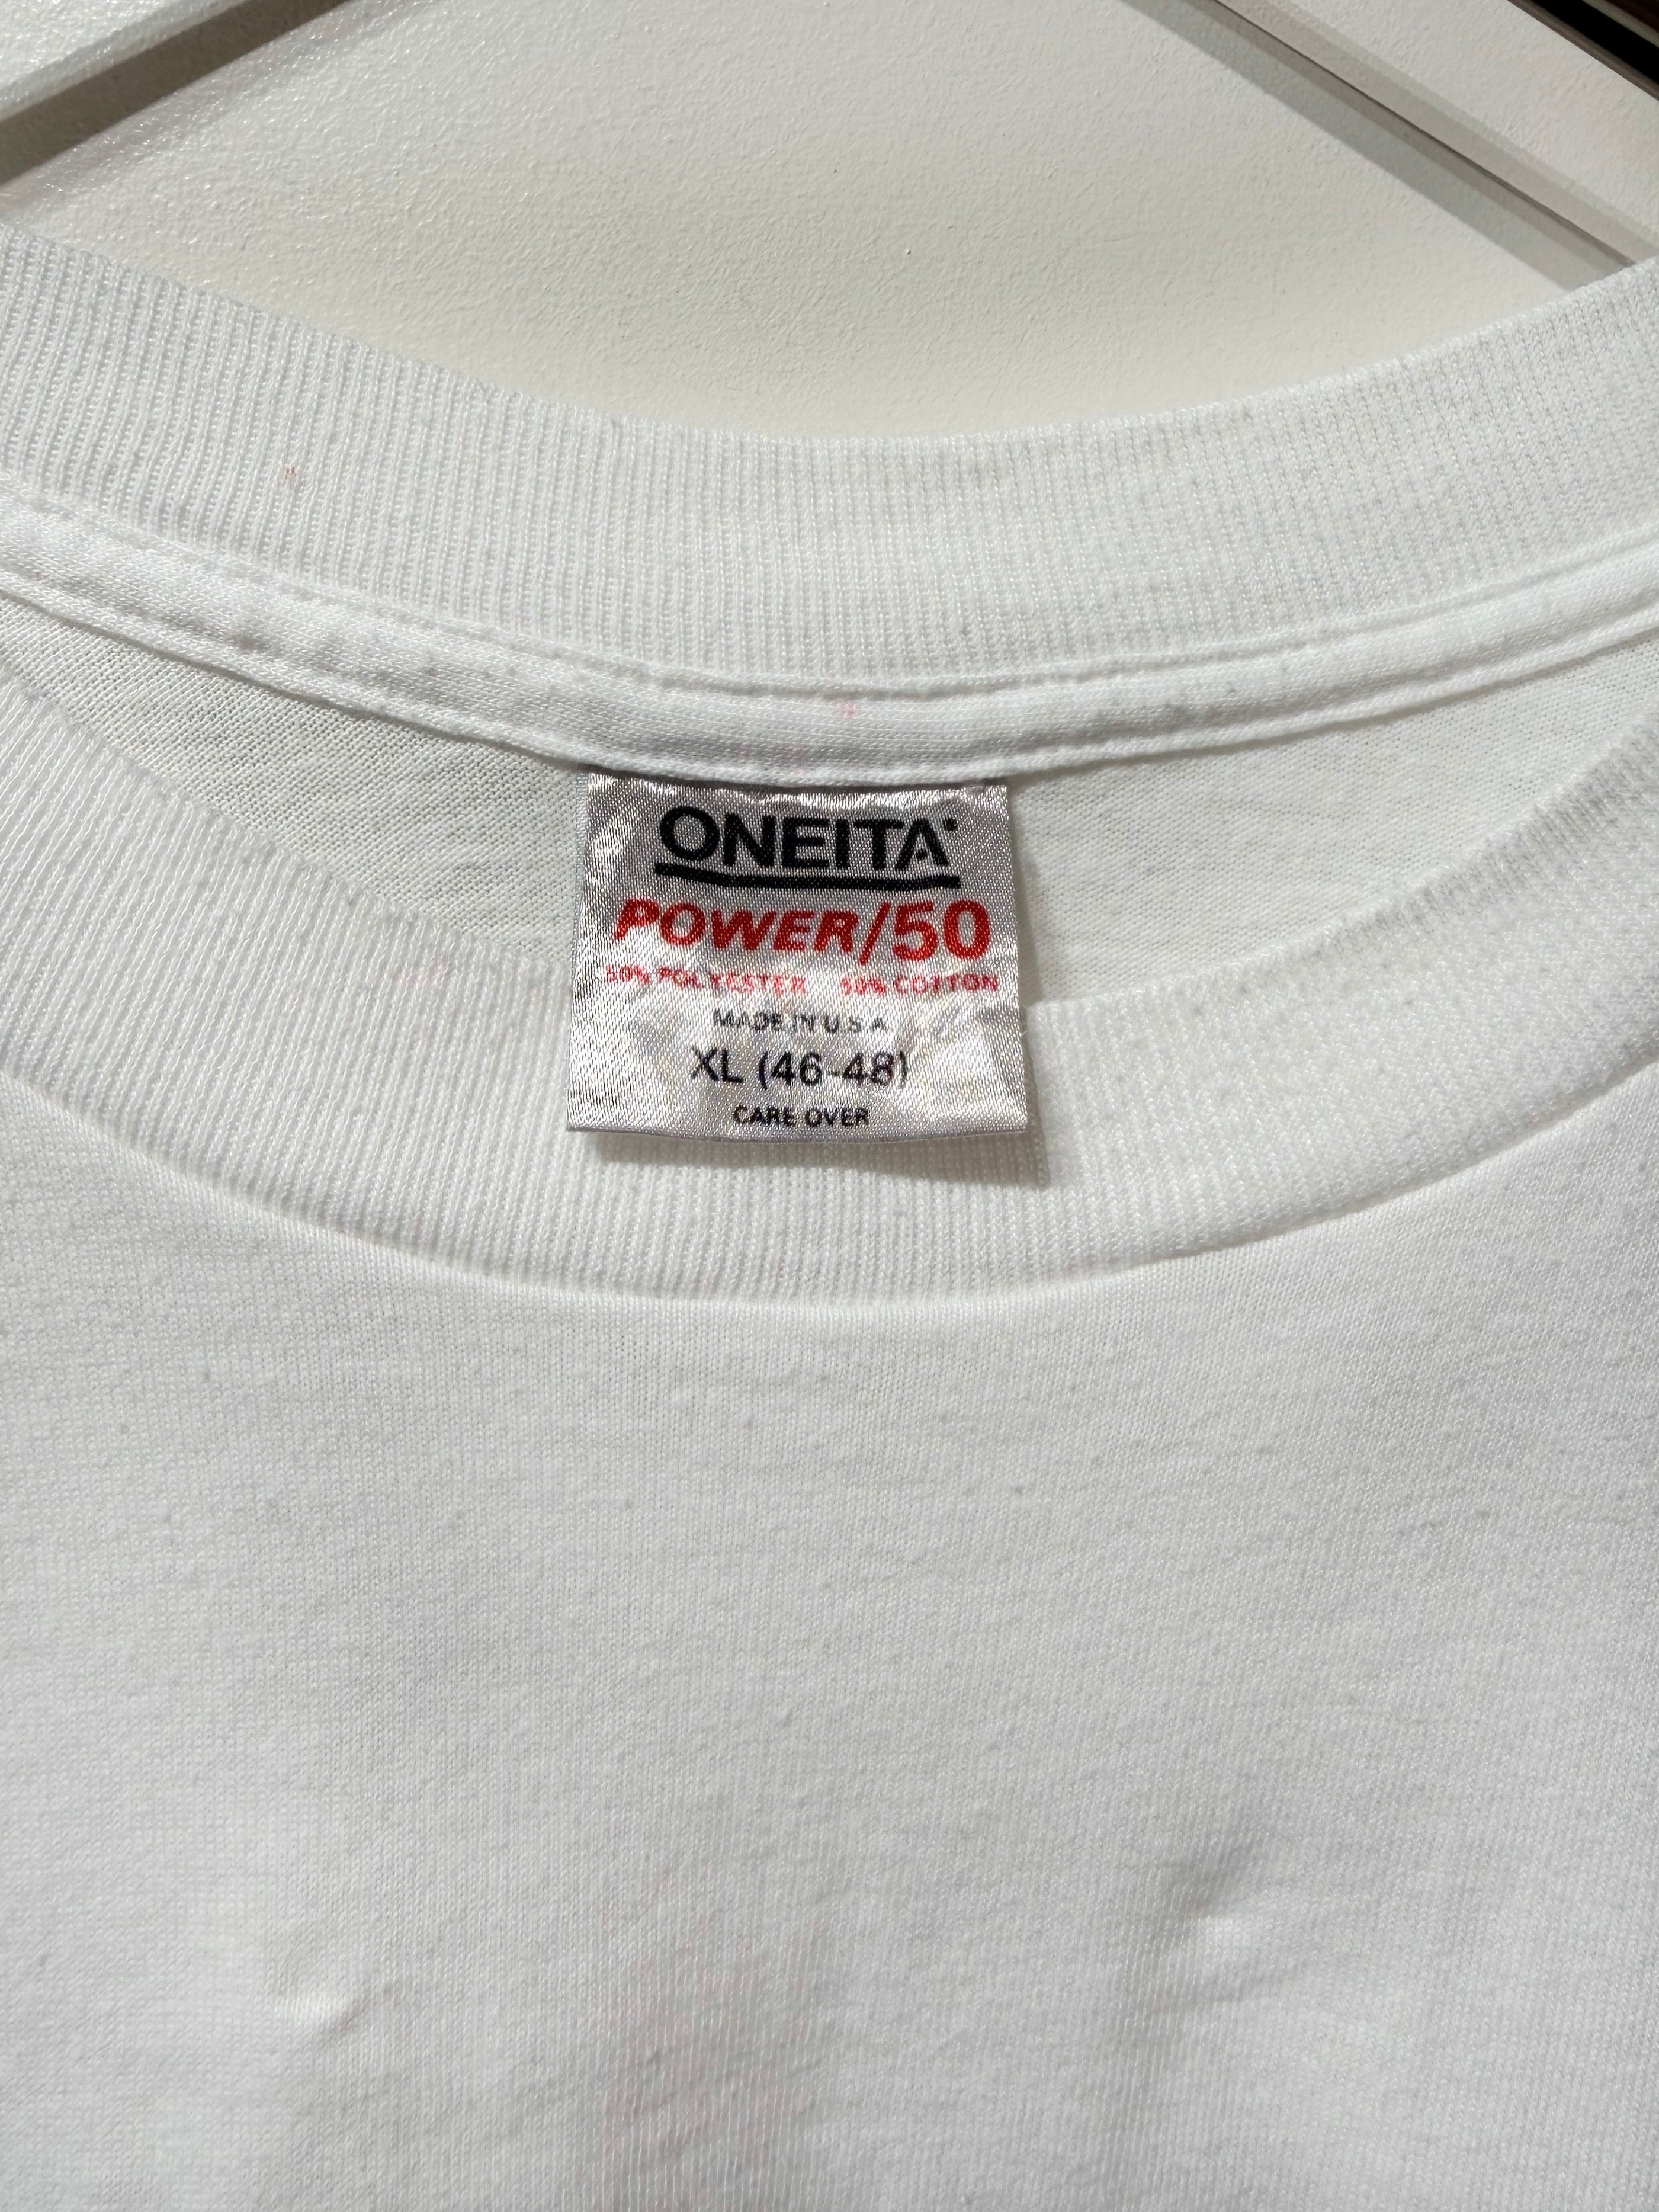 ONEITA
POWER/50
50% POLYESTER 50% COTTON
MADE IN U.S.A
XL (46-48)
CARE OVER